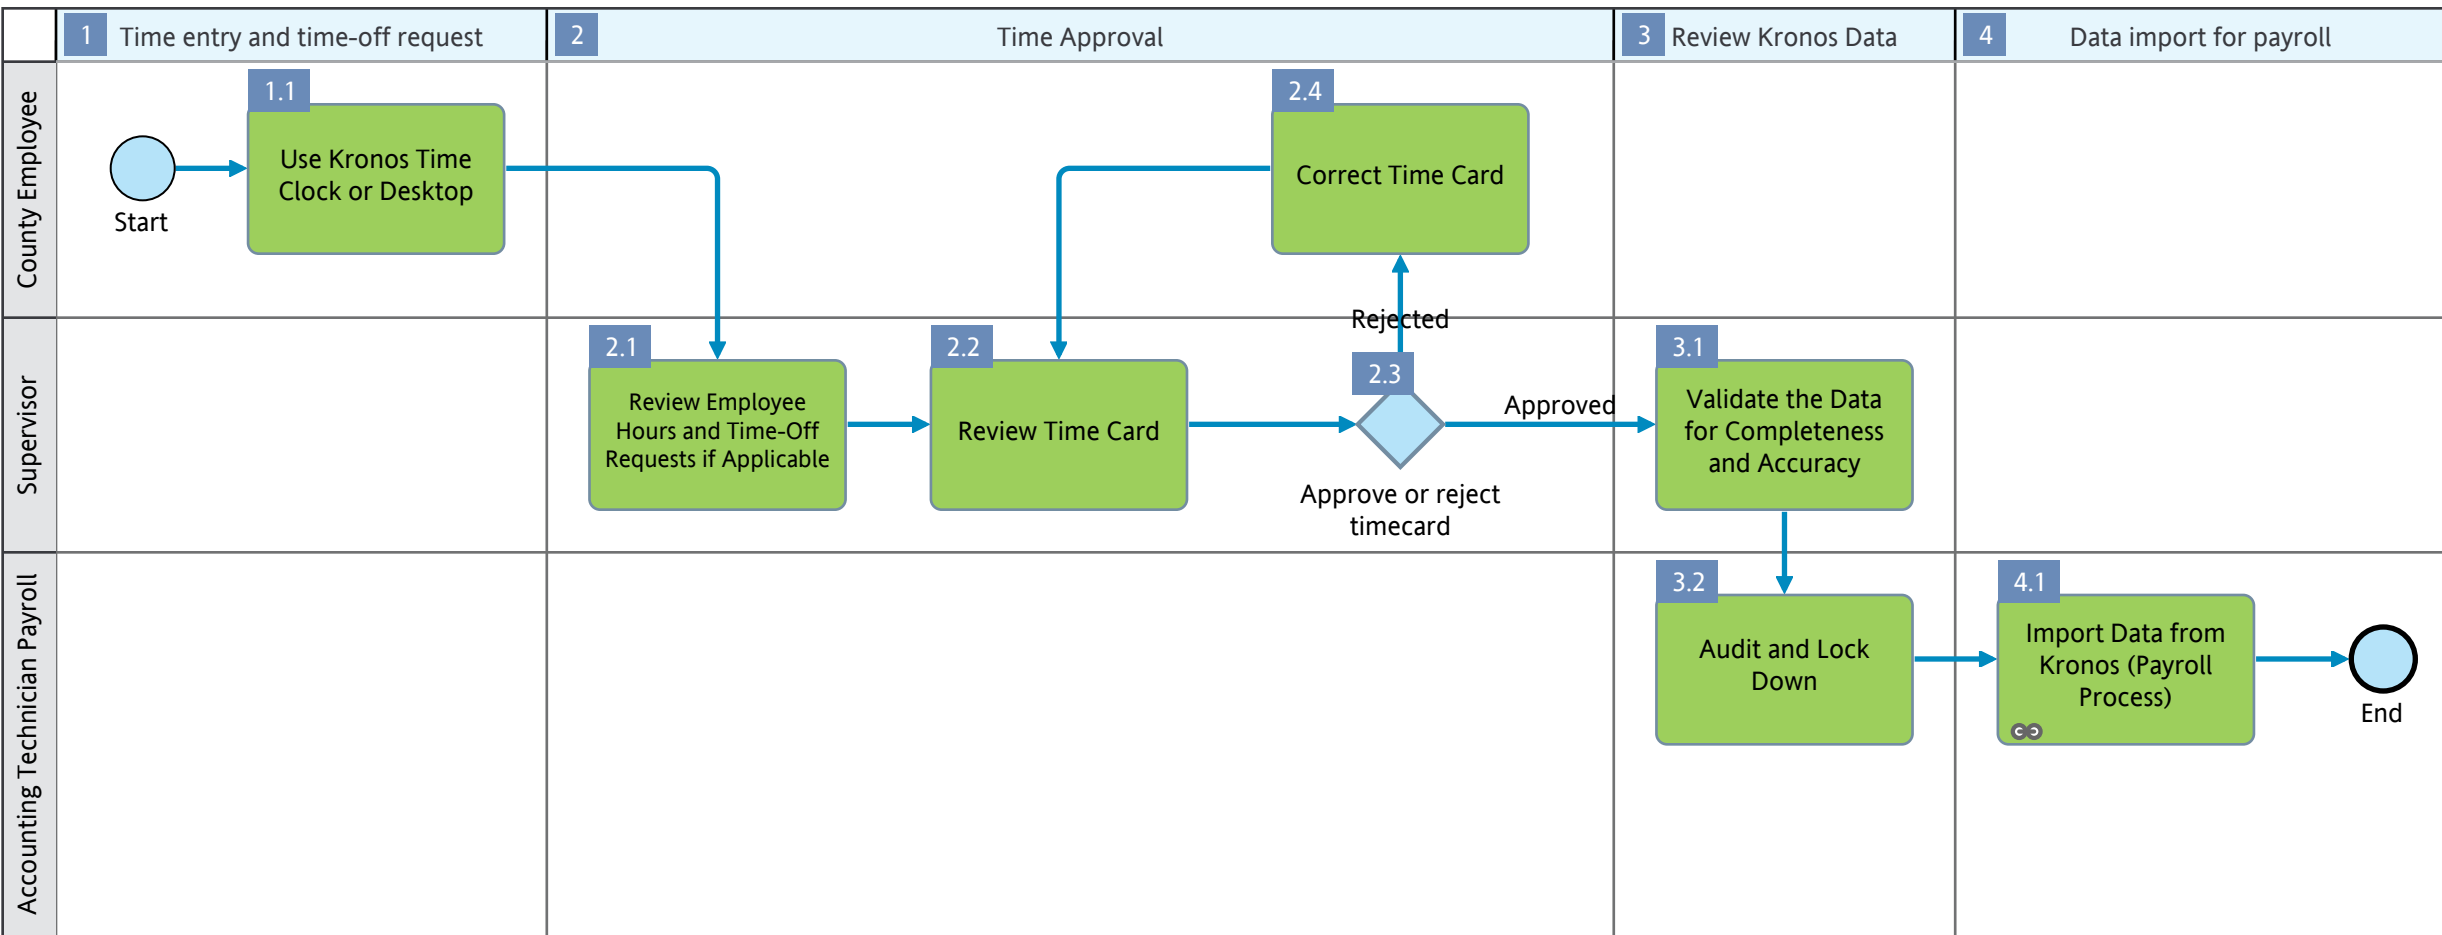 1 Time entry and time-off request
2 Time Approval
3 Review Kronos Data
4 Data import for payroll
County Employee
Start
1.1
Use Kronos Time
Clock or Desktop
2.4
Correct Time Card
Rejected
Supervisor
2.1
Review Employee
Hours and Time-Off
Requests if Applicable
2.2
Review Time Card
2.3
Approve or reject
timecard
Approved
3.1
Validate the Data
for Completeness
and Accuracy
Accounting Technician Payroll
3.2
Audit and Lock
Down
4.1
Import Data from
Kronos (Payroll
Process)
End